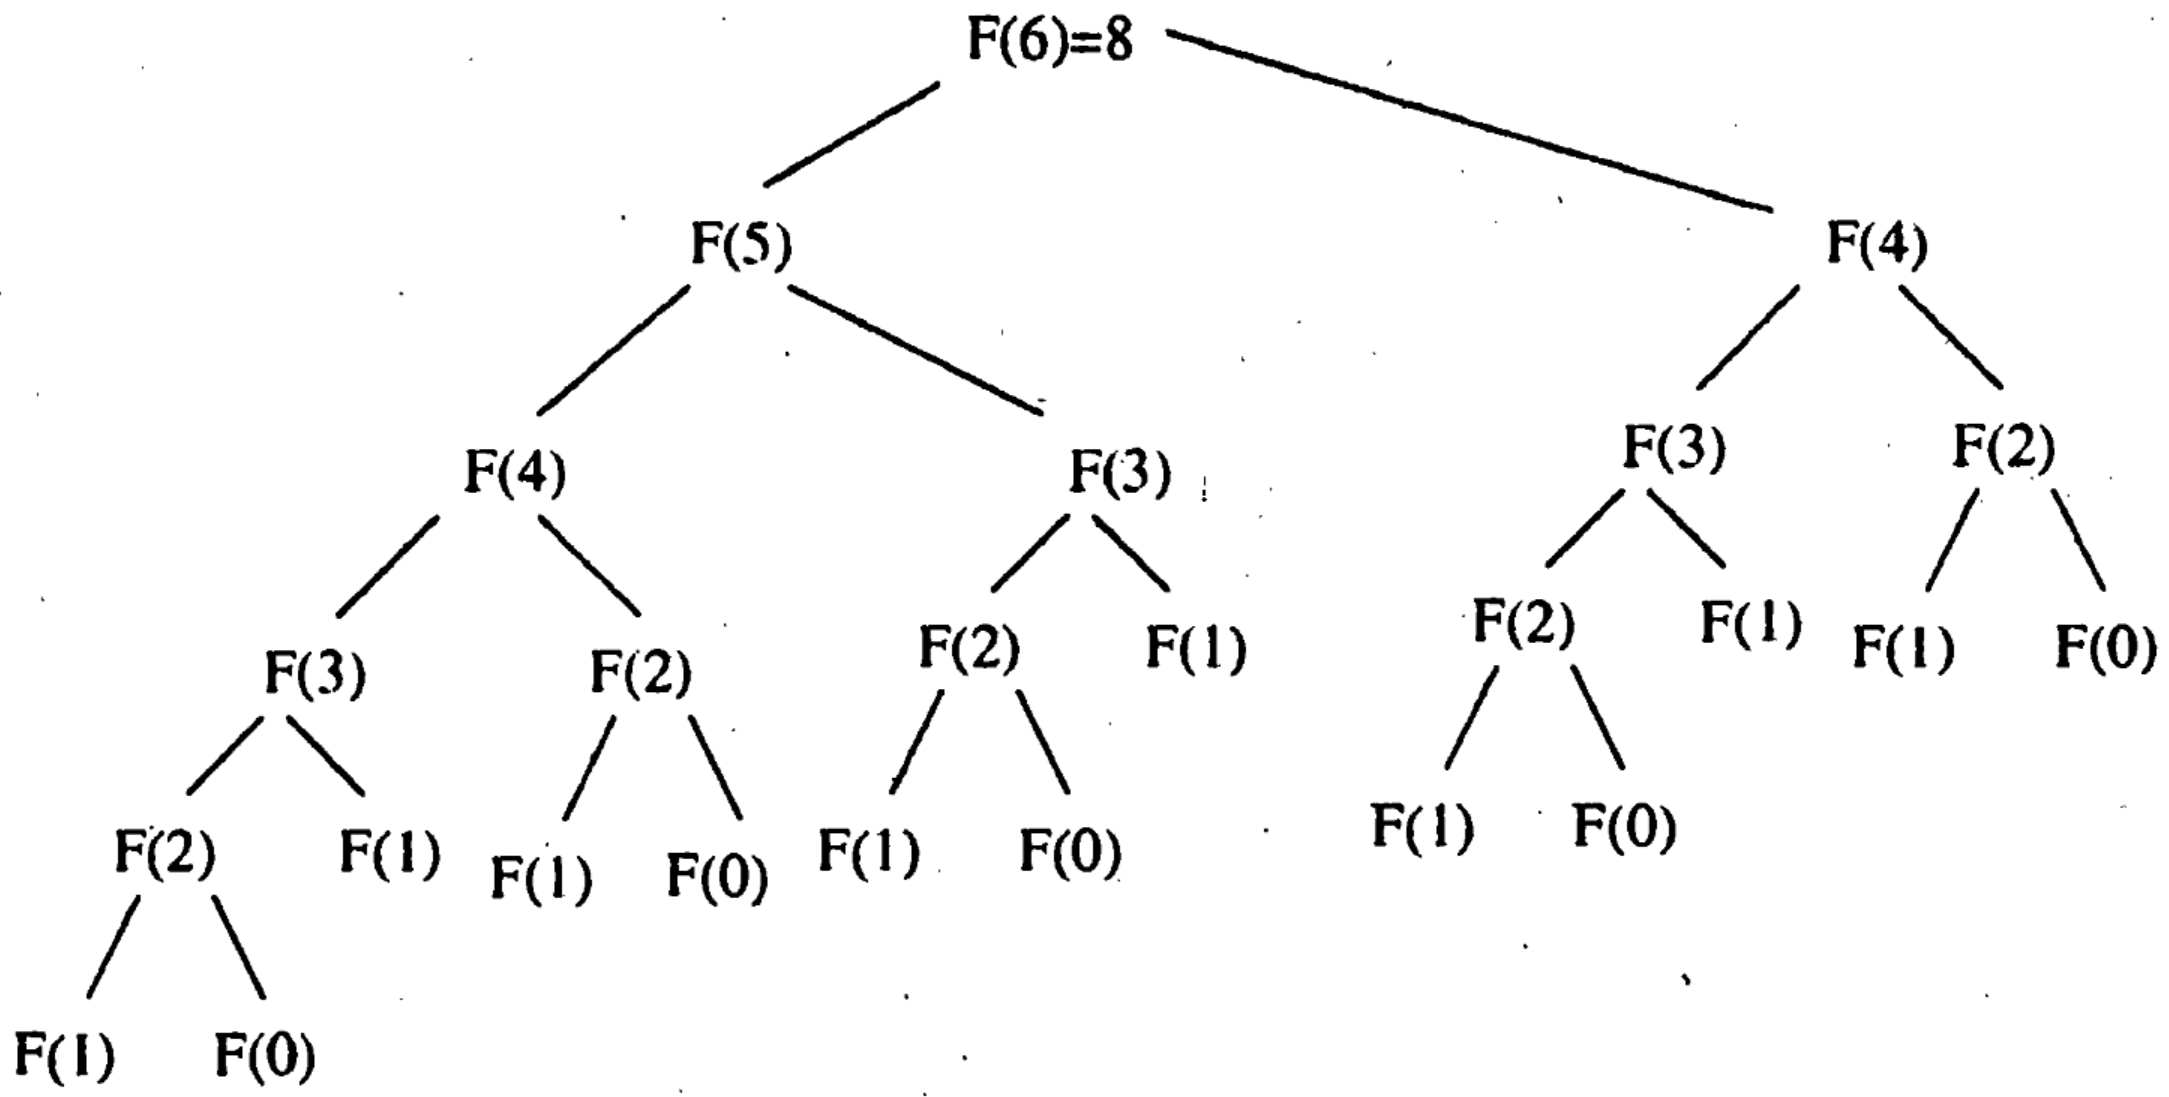 F(6)=8
F(5) F(4)
F(4) F(3) F(3) F(2)
F(3) F(2) F(2) F(1) F(2) F(1) F(1) F(0)
F(2) F(1) F(1) F(0) F(1) F(0) F(1) F(0)
F(1) F(0)